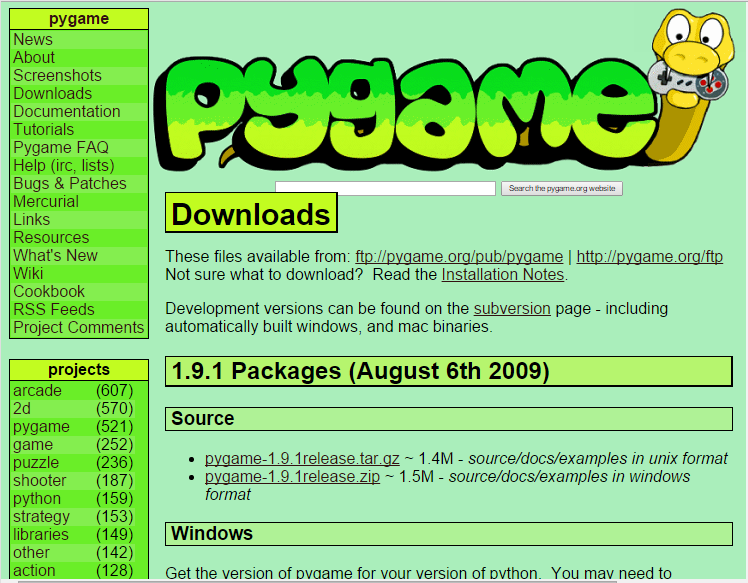 pygame
News
About
Screenshots
Downloads
Documentation
Tutorials
Pygame FAQ
Help (irc, lists)
Bugs & Patches
Mercurial
Links
Resources
What's New
Wiki
Cookbook
RSS Feeds
Project Comments
projects
arcade (607)
2d (570)
pygame (521)
game (252)
puzzle (236)
shooter (187)
python (159)
strategy (153)
libraries (149)
other (142)
action (128)
pygame
Search the pygame.org website
Downloads
These files available from: ftp://pygame.org/pub/pygame | http://pygame.org/ftp
Not sure what to download? Read the Installation Notes.
Development versions can be found on the subversion page - including
automatically built windows, and mac binaries.
1.9.1 Packages (August 6th 2009)
Source
• pygame-1.9.1release.tar.gz ~ 1.4M - source/docs/examples in unix format
• pygame-1.9.1release.zip ~ 1.5M - source/docs/examples in windows
format
Windows
Get the version of pygame for your version of python. You may need to